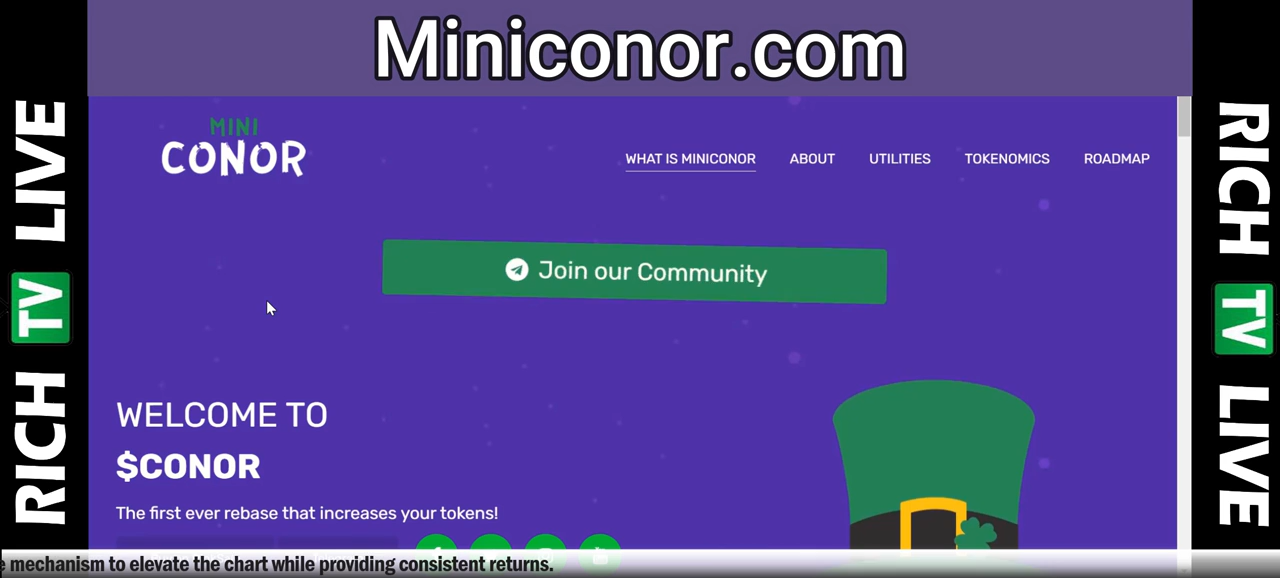 Miniconor.com
RICH TV LIVE
MINI
CONOR
WHAT IS MINICONOR ABOUT UTILITIES TOKENOMICS ROADMAP
Join our Community
WELCOME TO
$CONOR
The first ever rebase that increases your tokens!
mechanism to elevate the chart while providing consistent returns.
RICH TV LIVE